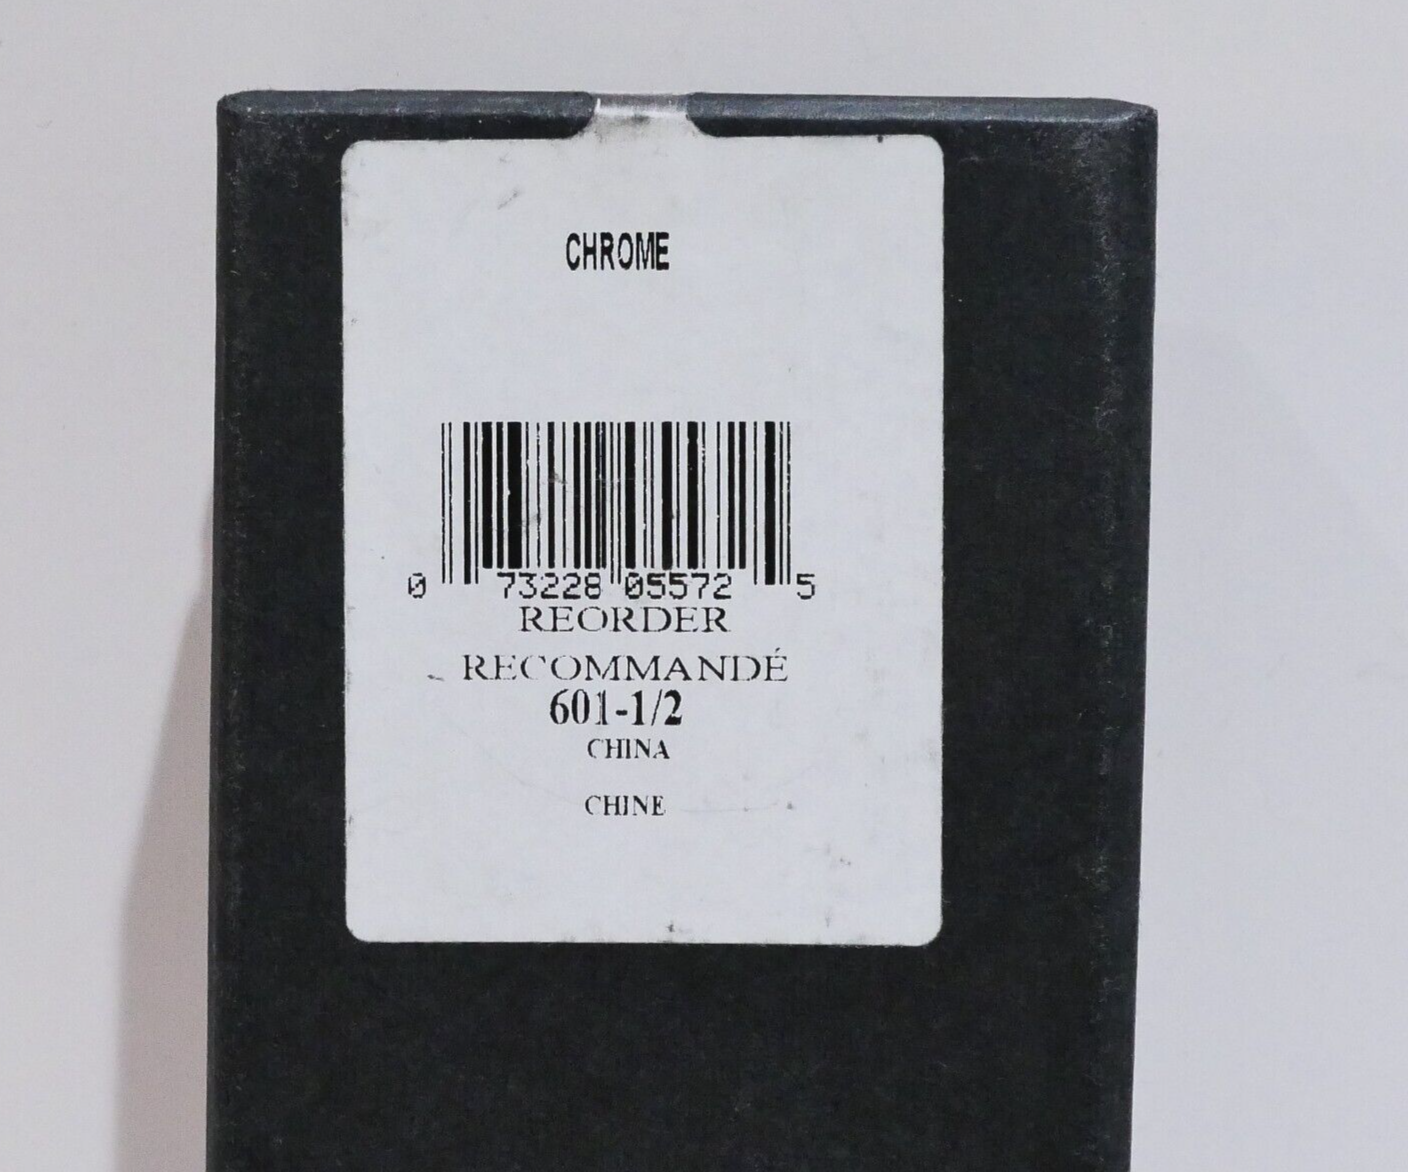 CHROME
0 73228 05572 5
REORDER
RECOMMANDÉ
601-1/2
CHINA
CHINE